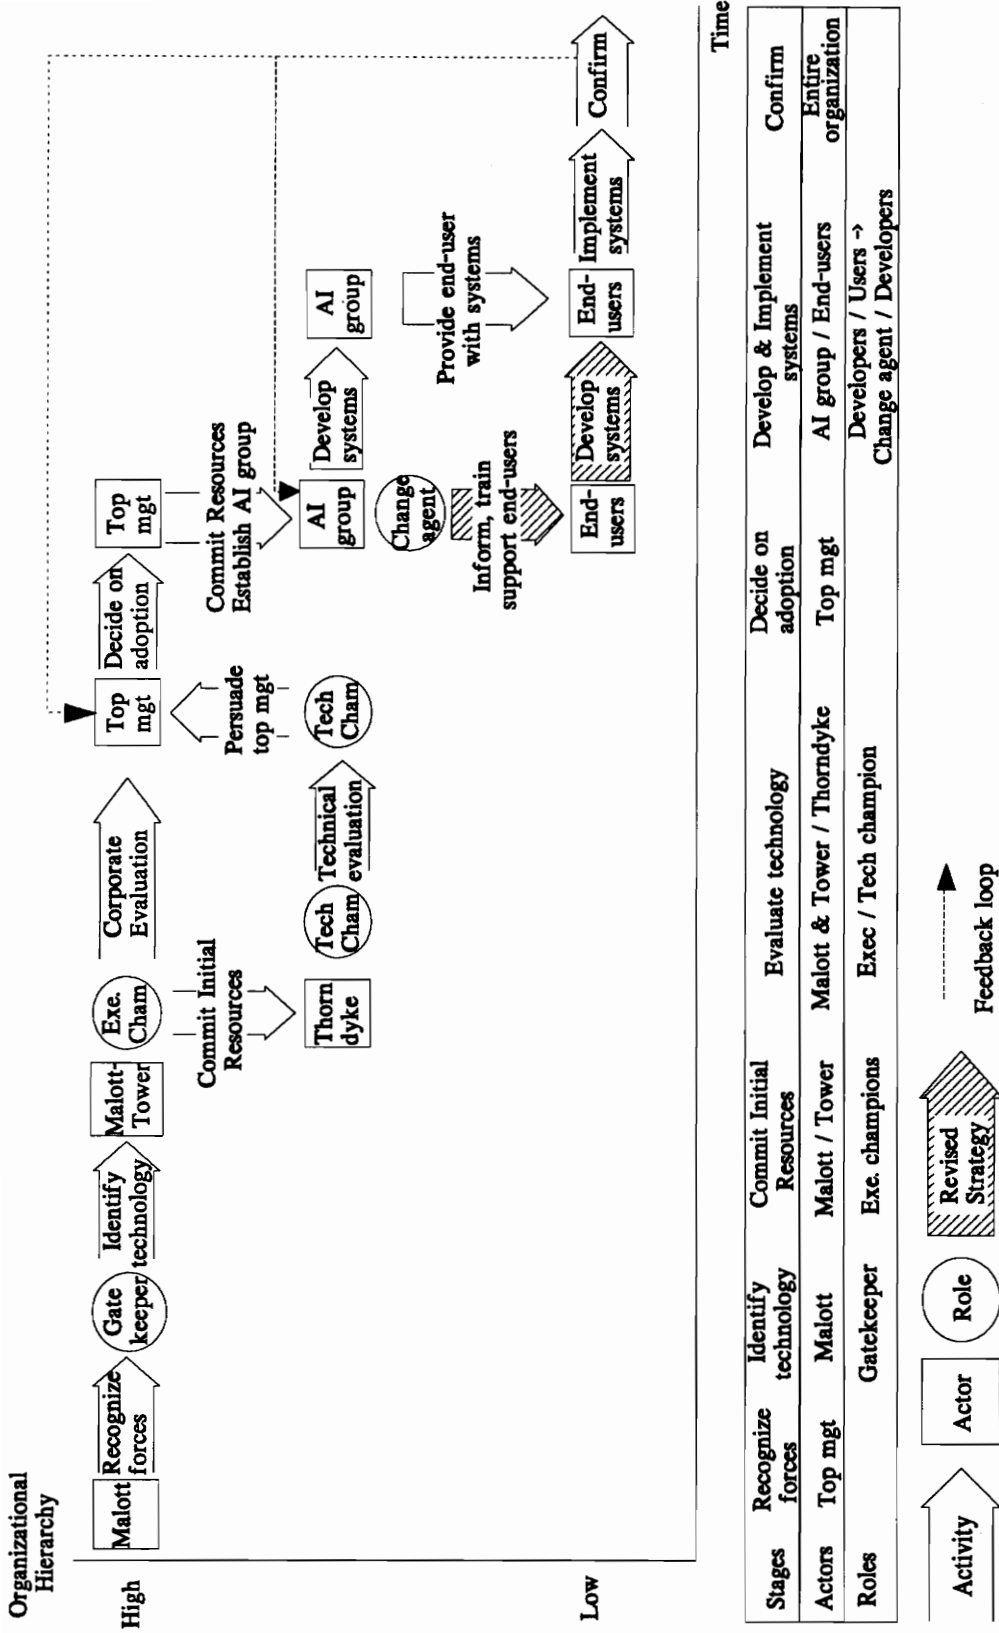 Organizational
Hierarchy
High
Low
Time
Malott
Recognize
forces
Gate
keeper
Identify
technology
Malott-
Tower
Exe.
Cham
Corporate
Evaluation
Top
mgt
Decide on
adoption
Top
mgt
Commit Initial
Resources
Persuade
top mgt
Commit Resources
Establish AI group
Thorn
dyke
Tech
Cham
Technical
evaluation
Tech
Cham
AI
group
Develop
systems
AI
group
Change
agent
Inform, train
support end-users
Provide end-user
with systems
End-
users
Develop
systems
End-
users
Implement
systems
Confirm
Stages
Recognize
forces
Identify
technology
Commit Initial
Resources
Evaluate technology
Decide on
adoption
Develop & Implement
systems
Confirm
Actors
Top mgt
Malott
Malott / Tower
Malott & Tower / Thorndyke
Top mgt
AI group / End-users
Entire
organization
Roles
Gatekeeper
Exe. champions
Exec / Tech champion
Developers / Users ->
Change agent / Developers
Activity
Actor
Role
Revised
Strategy
Feedback loop